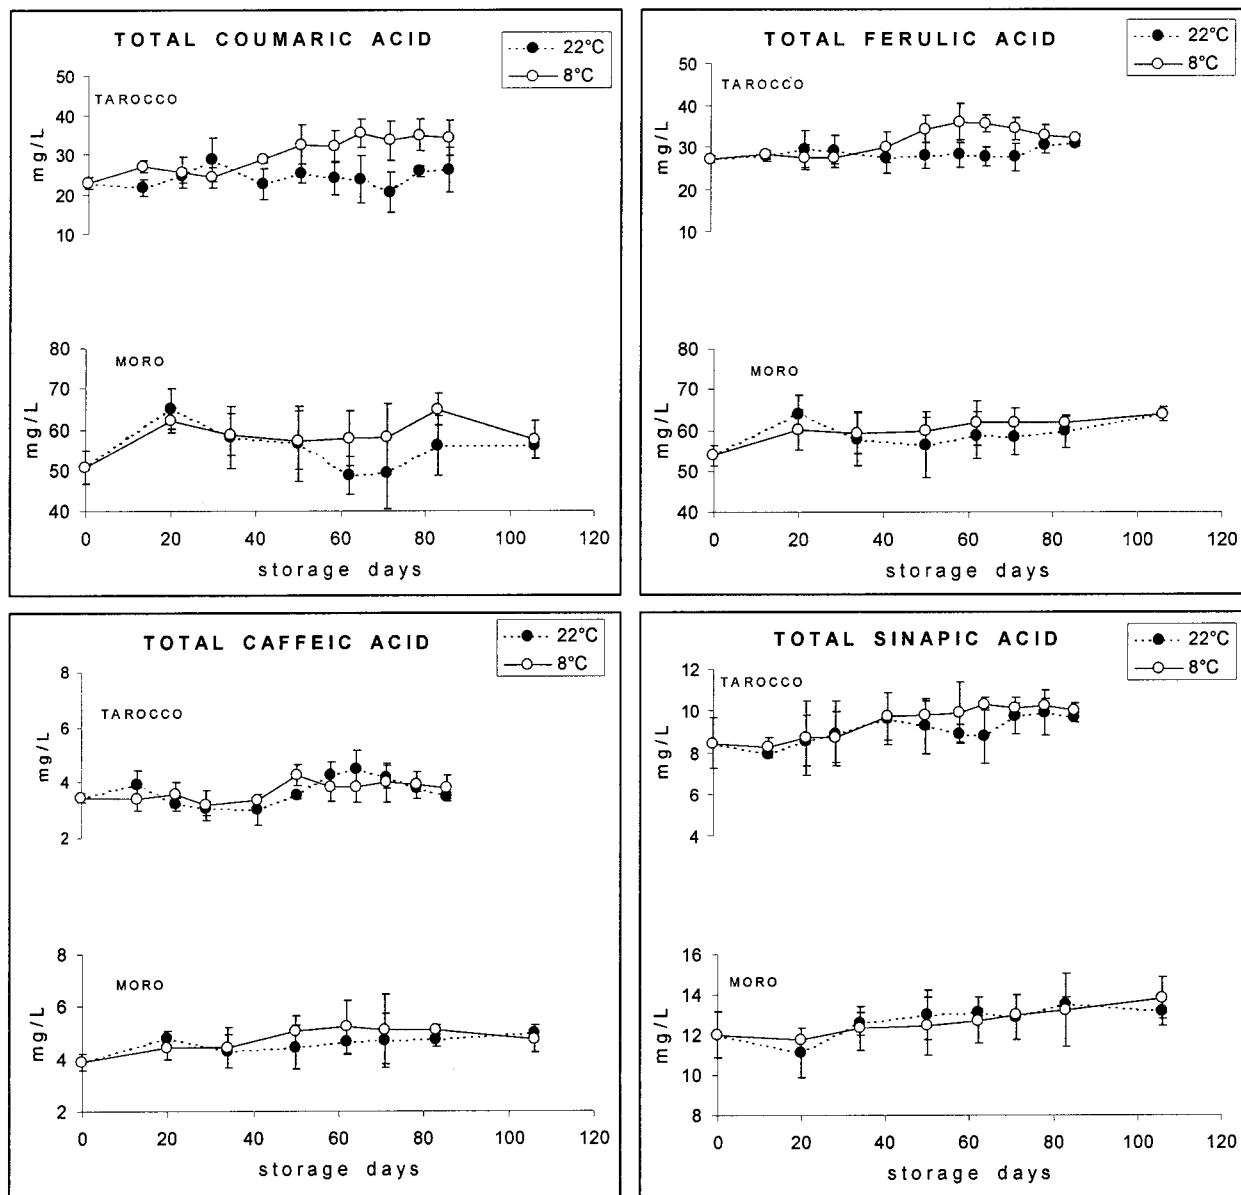 TOTAL COUMARIC ACID
22°C
8°C
TAROCCO
50
40
30
20
10
mg/L
MORO
80
70
60
50
40
mg/L
0 20 40 60 80 100 120
storage days
TOTAL FERULIC ACID
22°C
8°C
TAROCCO
50
40
30
20
10
mg/L
MORO
80
70
60
50
40
mg/L
0 20 40 60 80 100 120
storage days
TOTAL CAFFEIC ACID
22°C
8°C
TAROCCO
8
6
4
2
mg/L
MORO
8
6
4
2
mg/L
0 20 40 60 80 100 120
storage days
TOTAL SINAPIC ACID
22°C
8°C
TAROCCO
12
10
8
6
4
mg/L
MORO
16
14
12
10
8
mg/L
0 20 40 60 80 100 120
storage days